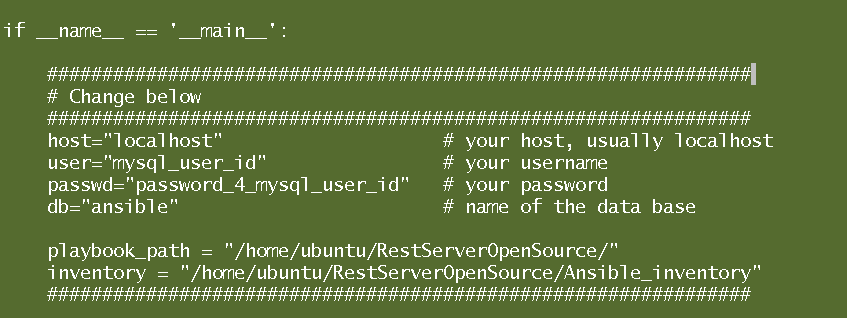 if __name__ == '__main__':
################################################################
# Change below
################################################################
host="localhost" # your host, usually localhost
user="mysql_user_id" # your username
passwd="password_4_mysql_user_id" # your password
db="ansible" # name of the data base
playbook_path = "/home/ubuntu/RestServerOpenSource/"
inventory = "/home/ubuntu/RestServerOpenSource/Ansible_inventory"
################################################################